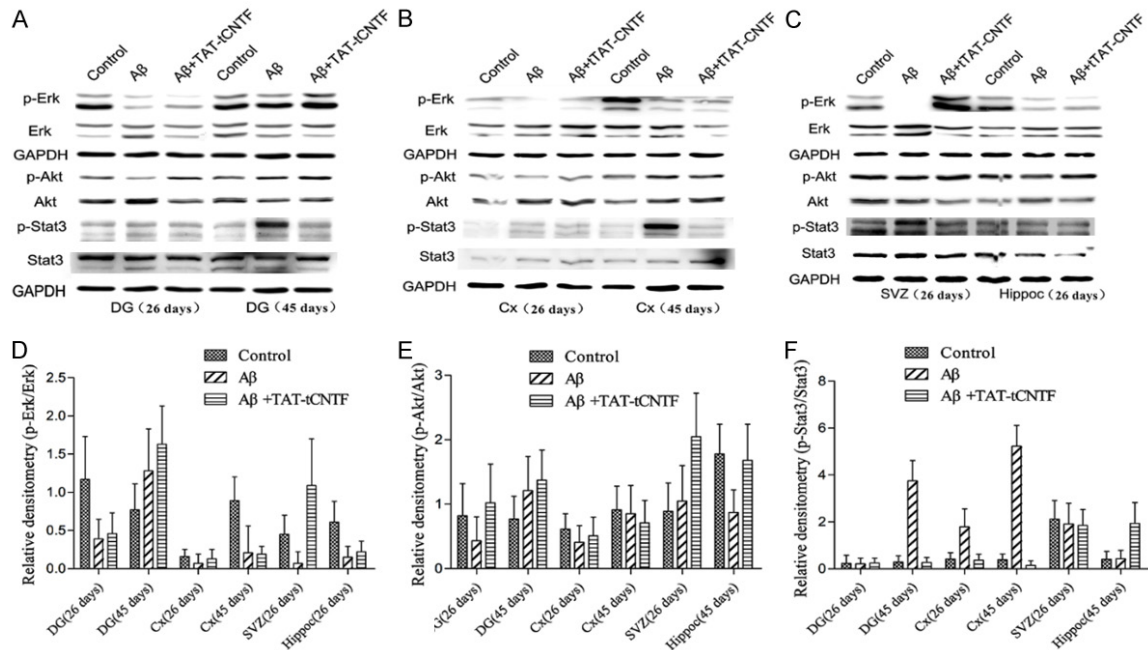 A
Control
Aβ
Aβ+TAT-tCNTF
Control
Aβ
Aβ+TAT-tCNTF
p-Erk
Erk
GAPDH
p-Akt
Akt
p-Stat3
Stat3
GAPDH
DG (26 days)
DG (45 days)
B
Control
Aβ
Aβ+tTAT-CNTF
Control
Aβ
Aβ+tTAT-CNTF
p-Erk
Erk
GAPDH
p-Akt
Akt
p-Stat3
Stat3
GAPDH
Cx (26 days)
Cx (45 days)
C
Control
Aβ
Aβ+tTAT-CNTF
Control
Aβ
Aβ+tTAT-CNTF
p-Erk
Erk
GAPDH
p-Akt
Akt
p-Stat3
Stat3
GAPDH
SVZ (26 days)
Hippoc (26 days)
D
Relative densitometry (p-Erk/Erk)
Control
Aβ
Aβ +TAT-tCNTF
2.5
2.0
1.5
1.0
0.5
0.0
DG(26 days)
DG(45 days)
Cx(26 days)
Cx(45 days)
SVZ(26 days)
Hippoc(26 days)
E
Relative densitometry (p-Akt/Akt)
Control
Aβ
Aβ +TAT-tCNTF
3
2
1
0
G(26 days)
DG(45 days)
Cx(26 days)
Cx(45 days)
SVZ(26 days)
Hippoc(45 days)
F
Relative densitometry (p-Stat3/Stat3)
Control
Aβ
Aβ +TAT-tCNTF
8
6
4
2
0
DG(26 days)
DG(45 days)
Cx(26 days)
Cx(45 days)
SVZ(26 days)
Hippoc(45 days)